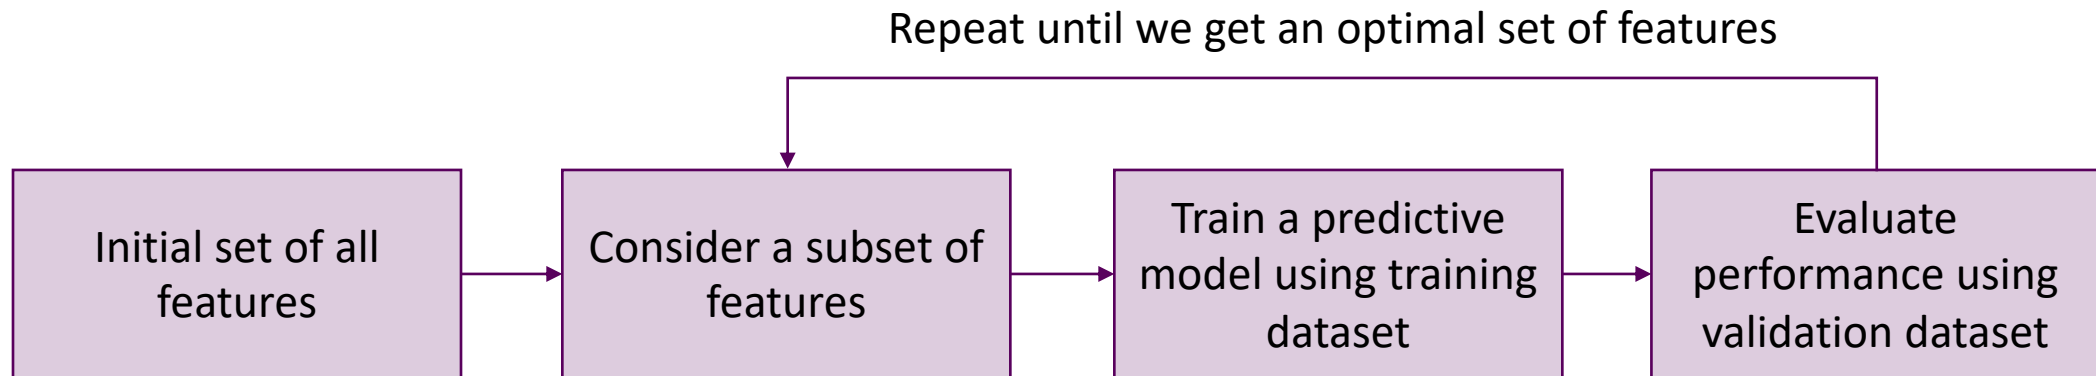 Repeat until we get an optimal set of features
Initial set of all
features
Consider a subset of
features
Train a predictive
model using training
dataset
Evaluate
performance using
validation dataset